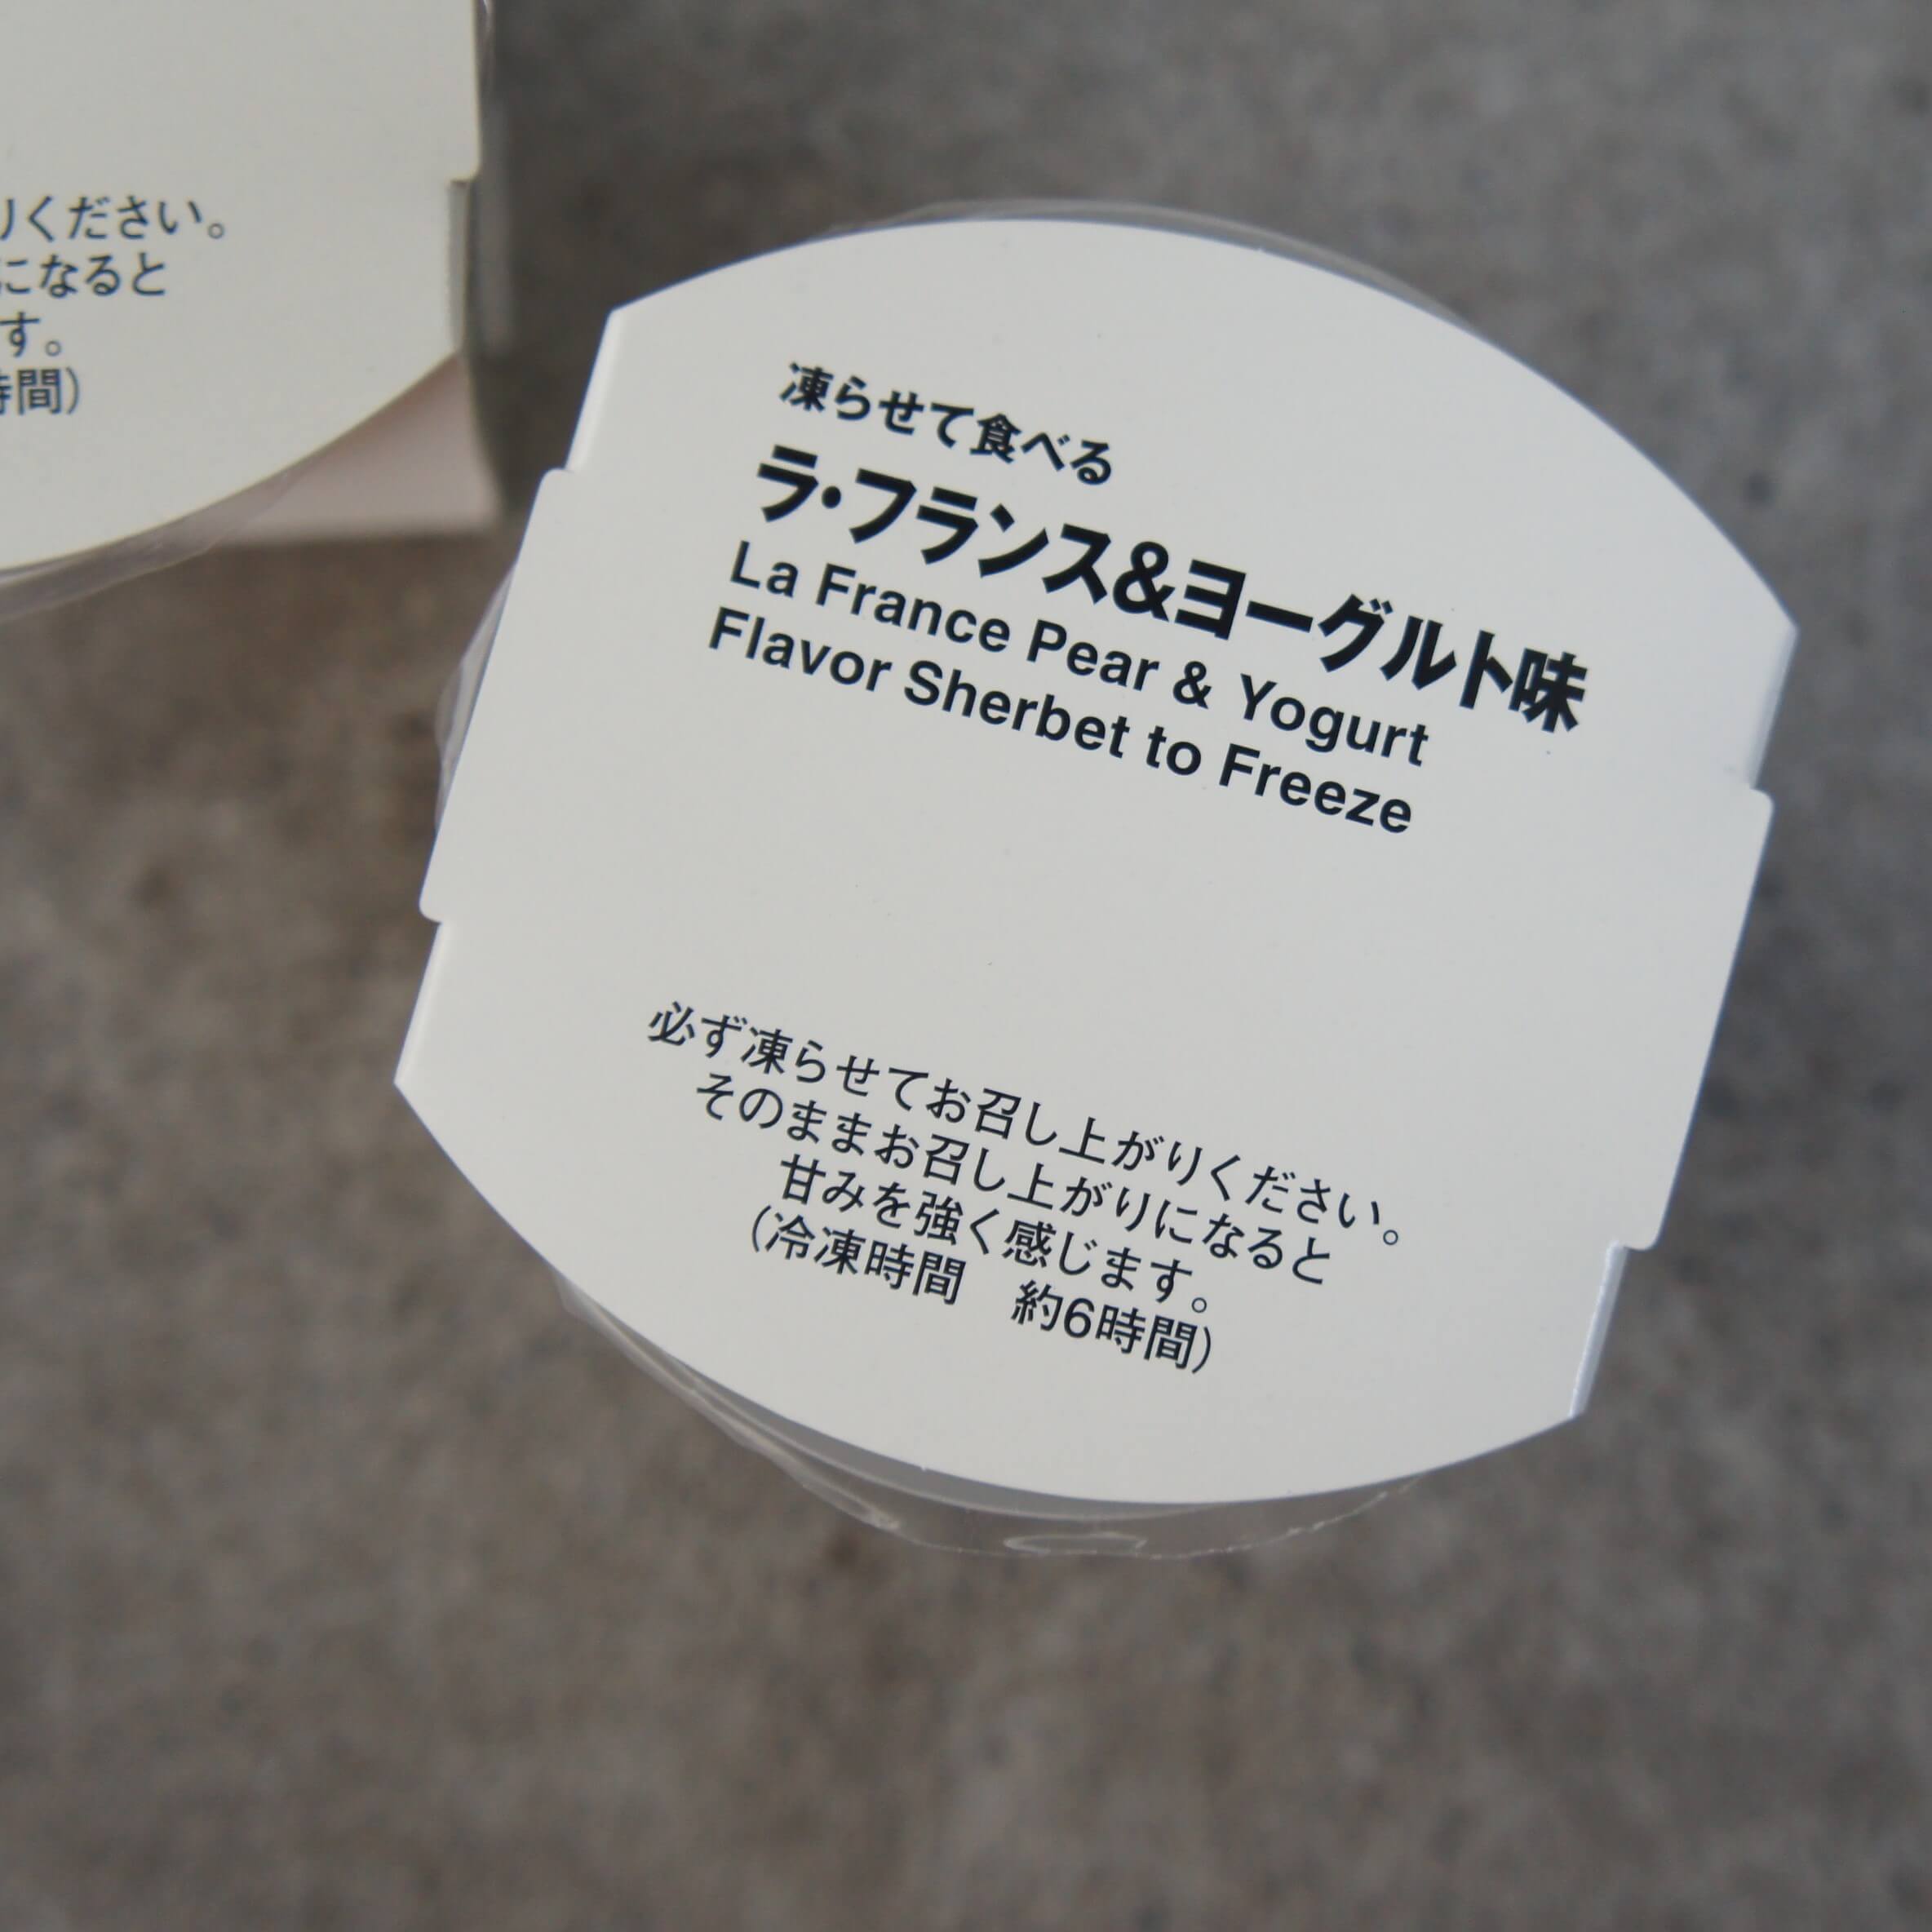 りください。
になると
す。
時間）
凍らせて食べる
ラ・フランス&ヨーグルト味
La France Pear & Yogurt
Flavor Sherbet to Freeze
必ず凍らせてお召し上がりください。
そのままお召し上がりになると
甘みを強く感じます。
（冷凍時間　約6時間）